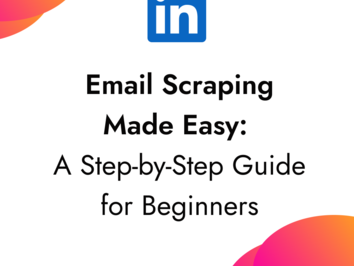 in
Email Scraping
Made Easy:
A Step-by-Step Guide
for Beginners